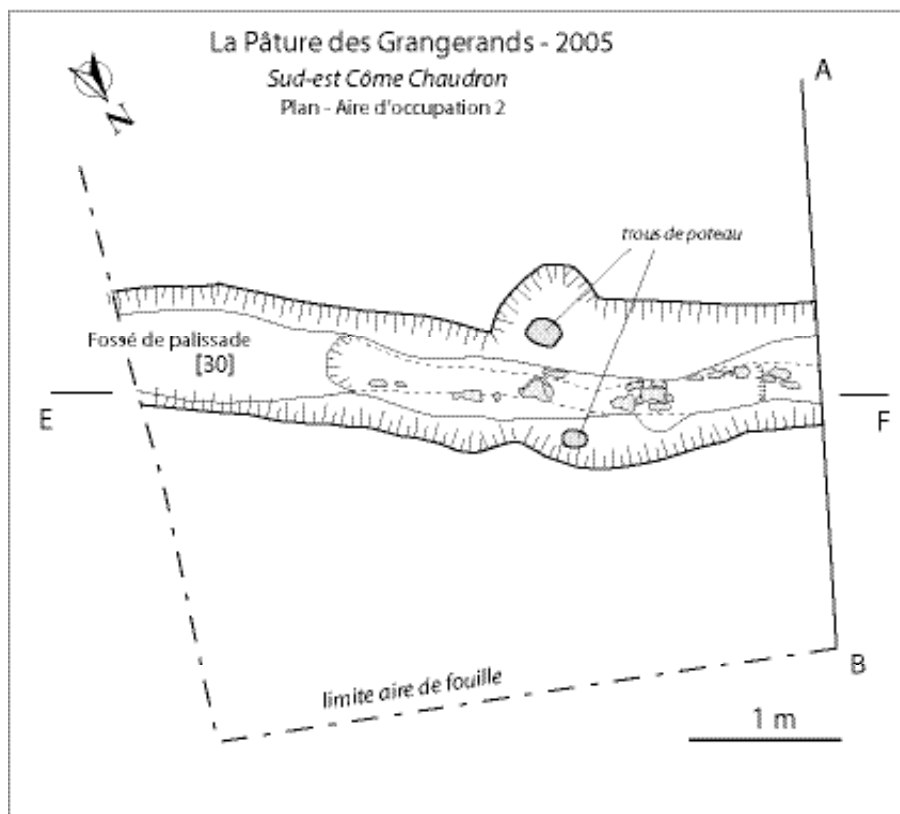 La Pâture des Grangerands - 2005
Sud-est Côme Chaudron
Plan - Aire d'occupation 2
N
A
trous de poteau
Fossé de palissade
[30]
E
F
limite aire de fouille
B
1 m